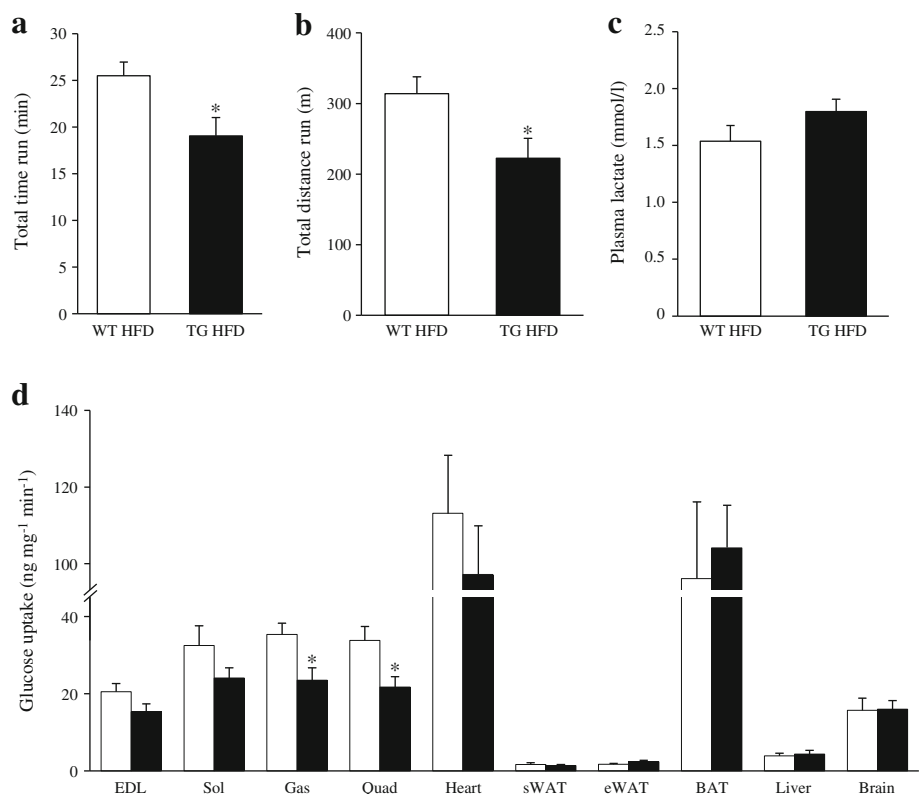 a
Total time run (min)
30
25
20
15
10
5
0
*
WT HFD TG HFD
b
Total distance run (m)
400
300
200
100
0
*
WT HFD TG HFD
c
Plasma lactate (mmol/l)
2.5
2.0
1.5
1.0
0.5
0
WT HFD TG HFD
d
Glucose uptake (ng mg⁻¹ min⁻¹)
140
120
100
40
20
0
*
*
EDL Sol Gas Quad Heart sWAT eWAT BAT Liver Brain